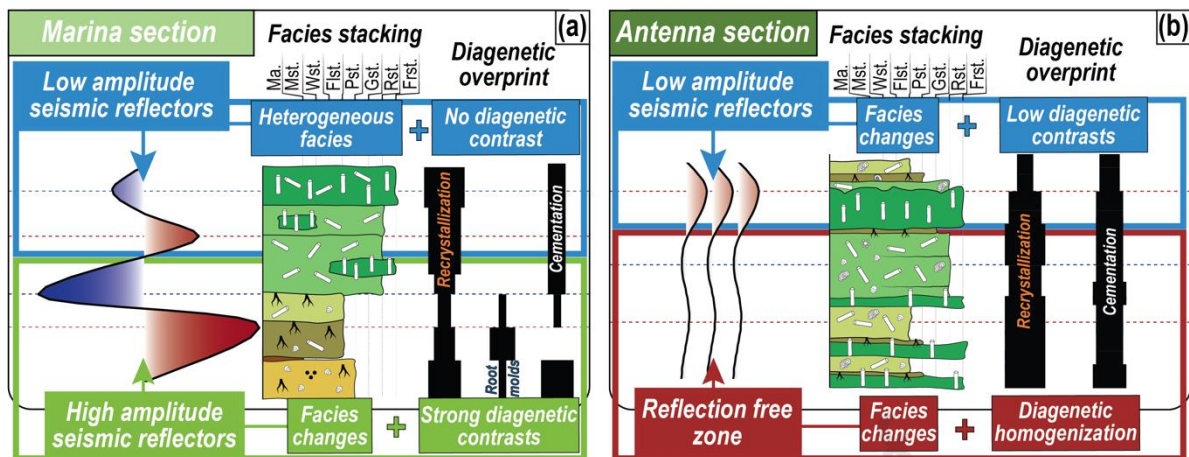 Marina section
Facies stacking
(a)
Diagenetic
overprint
Ma.
Mst.
Wst.
Flst.
Pst.
Gst.
Rst.
Frst.
Low amplitude
seismic reflectors
Heterogeneous
facies
+
No diagenetic
contrast
Recrystallization
Cementation
Root
molds
High amplitude
seismic reflectors
Facies
changes
+
Strong diagenetic
contrasts
Antenna section
Facies stacking
(b)
Diagenetic
overprint
Ma.
Mst.
Wst.
Flst.
Pst.
Gst.
Rst.
Frst.
Low amplitude
seismic reflectors
Facies
changes
+
Low diagenetic
contrasts
Recrystallization
Cementation
Reflection free
zone
Facies
changes
+
Diagenetic
homogenization